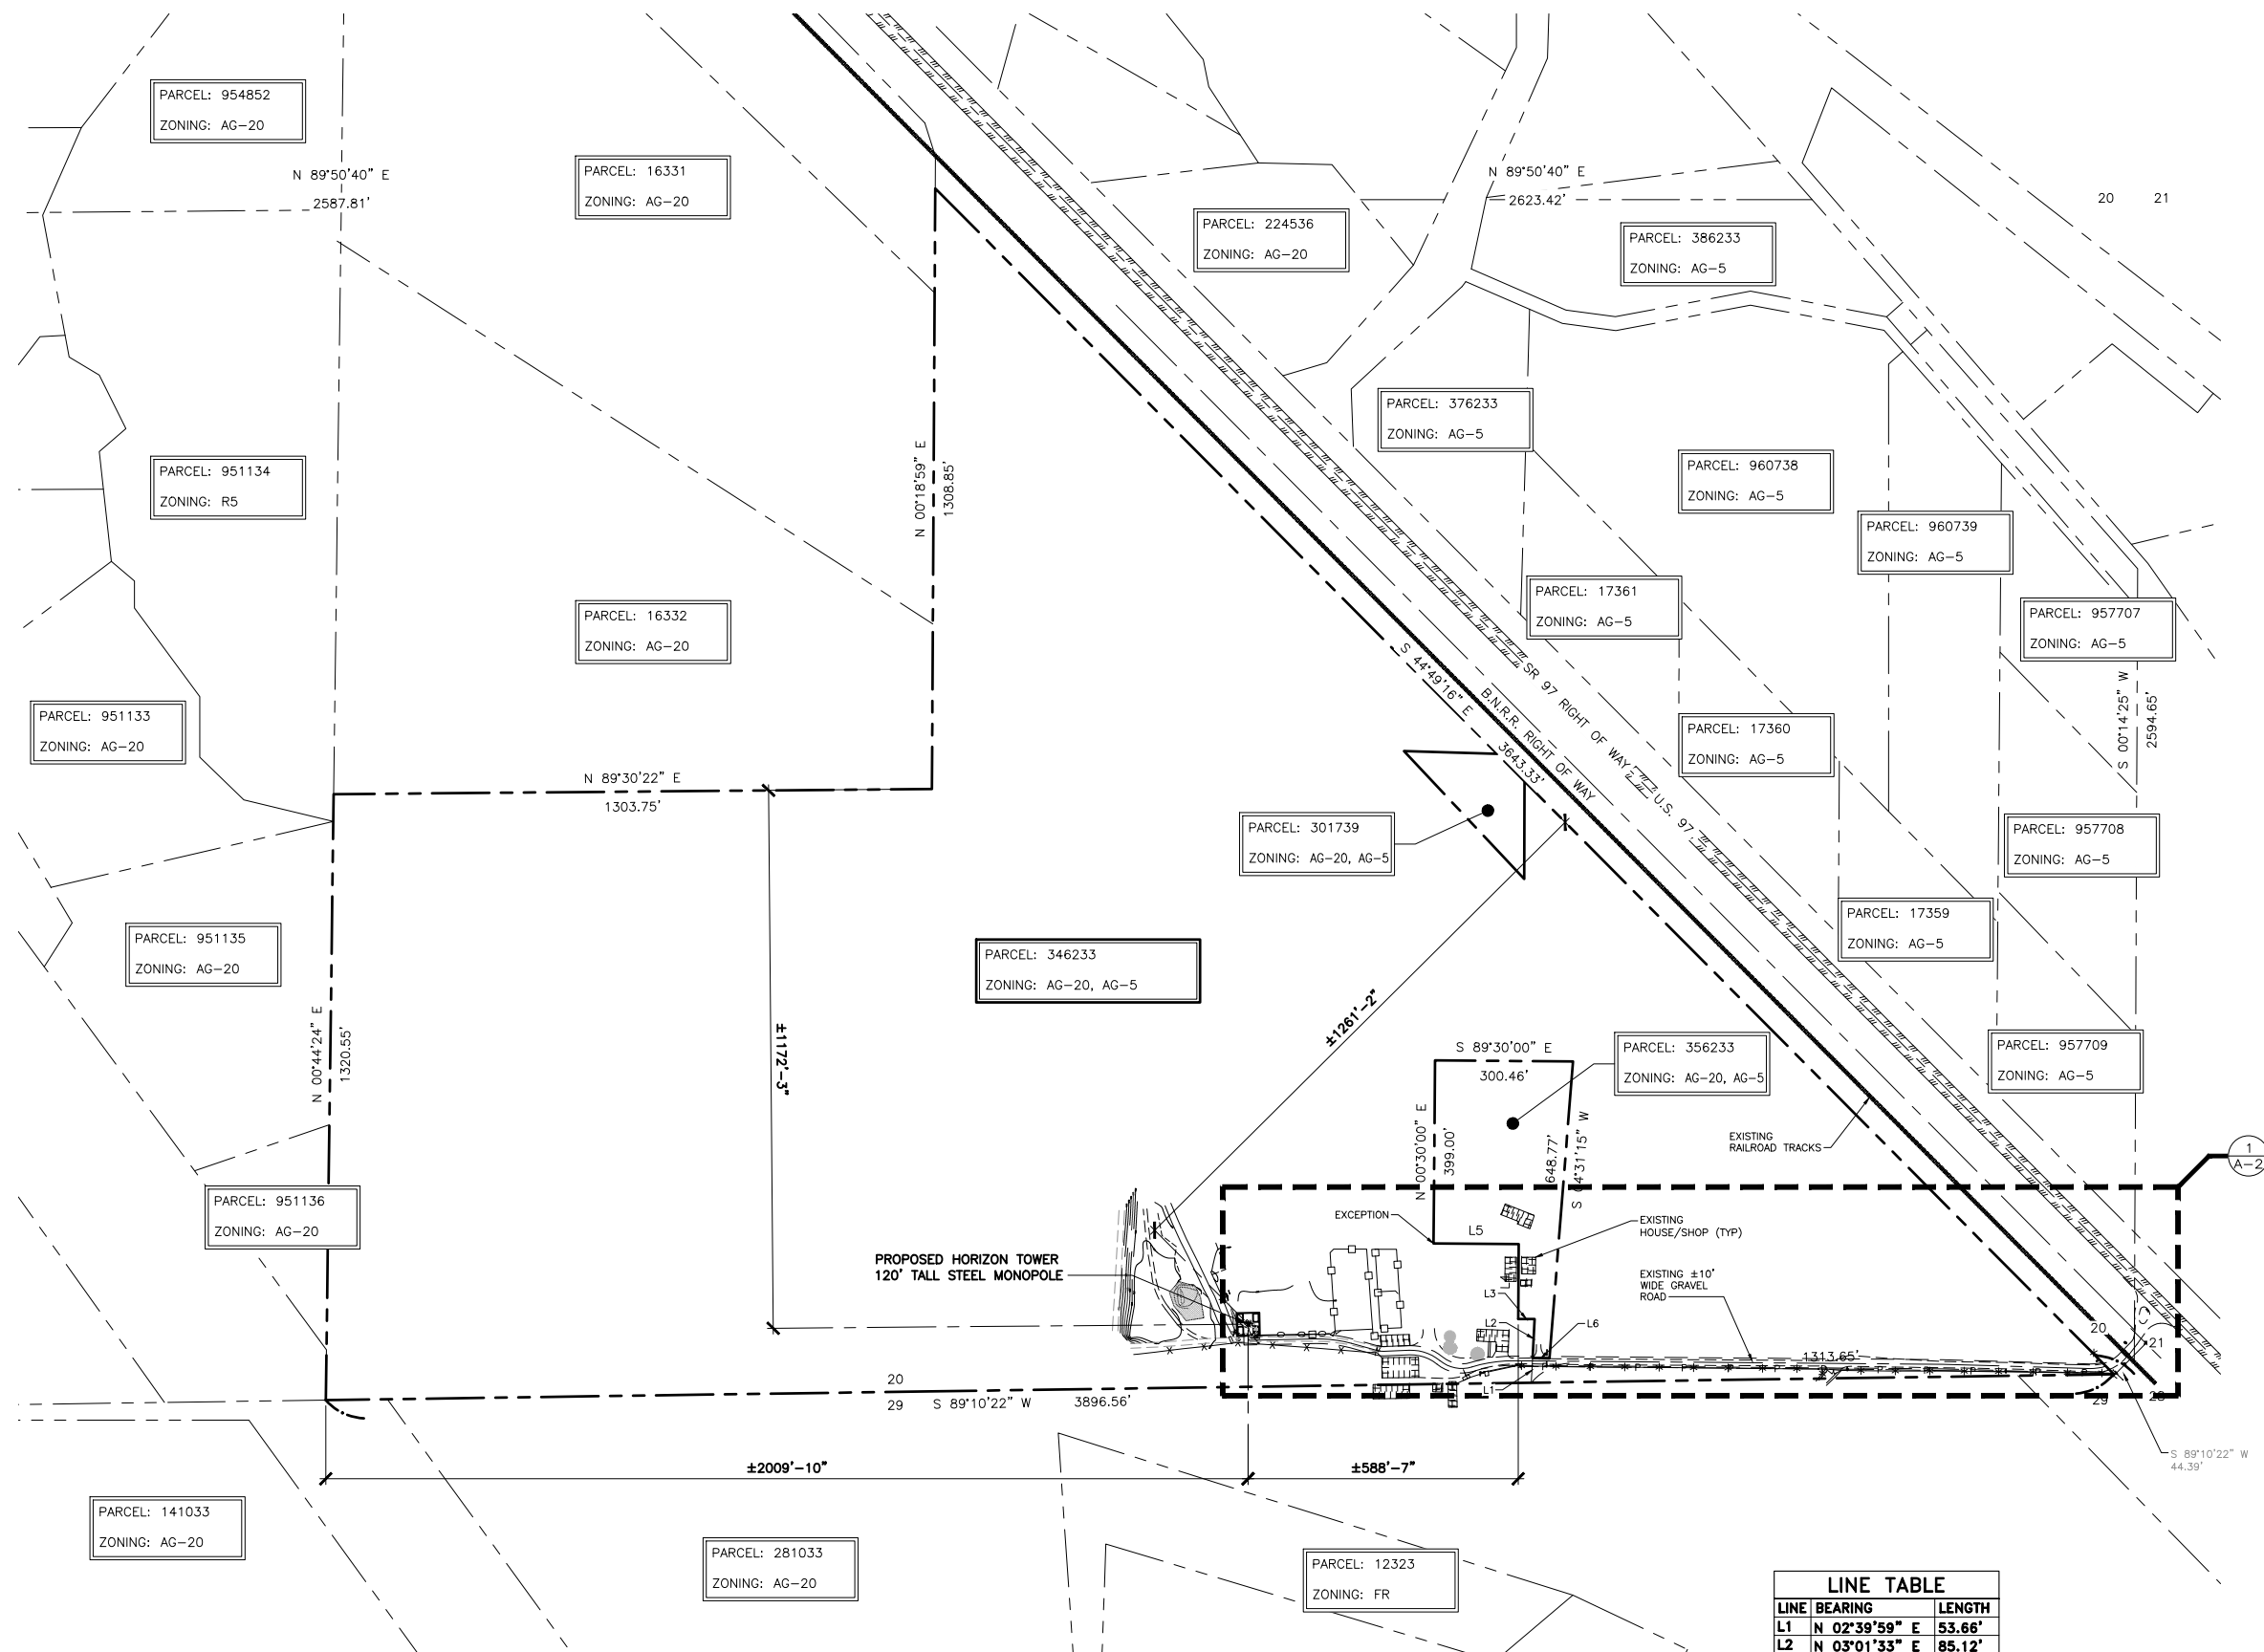 PARCEL: 954852
ZONING: AG-20
N 89°50'40" E
2587.81'
PARCEL: 16331
ZONING: AG-20
PARCEL: 224536
ZONING: AG-20
N 89°50'40" E
2623.42'
PARCEL: 386233
ZONING: AG-5
20
21
PARCEL: 951134
ZONING: R5
N 00°18'59" E
1308.85'
PARCEL: 376233
ZONING: AG-5
PARCEL: 960738
ZONING: AG-5
PARCEL: 960739
ZONING: AG-5
PARCEL: 16332
ZONING: AG-20
PARCEL: 17361
ZONING: AG-5
PARCEL: 957707
ZONING: AG-5
PARCEL: 951133
ZONING: AG-20
S 44°49'16" E
3643.33'
B.N.R.R. RIGHT OF WAY
SR 97 RIGHT OF WAY
U.S. 97
PARCEL: 17360
ZONING: AG-5
S 00°14'25" W
2594.65'
N 89°30'22" E
1303.75'
PARCEL: 301739
ZONING: AG-20, AG-5
PARCEL: 957708
ZONING: AG-5
PARCEL: 951135
ZONING: AG-20
PARCEL: 346233
ZONING: AG-20, AG-5
PARCEL: 17359
ZONING: AG-5
N 00°44'24" E
1320.55'
±1172'-3"
±1261'-2"
S 89°30'00" E
300.46'
PARCEL: 356233
ZONING: AG-20, AG-5
PARCEL: 957709
ZONING: AG-5
N 00°30'00" E
399.00'
648.77'
S 04°31'15" W
EXISTING
RAILROAD TRACKS
1
A-2
PARCEL: 951136
ZONING: AG-20
EXCEPTION
L5
EXISTING
HOUSE/SHOP (TYP)
PROPOSED HORIZON TOWER
120' TALL STEEL MONOPOLE
EXISTING ±10'
WIDE GRAVEL
ROAD
L3
L2
L6
L1
1313.65'
20
21
29
28
20
29
S 89°10'22" W
3896.56'
S 89°10'22" W
44.39'
±2009'-10"
±588'-7"
PARCEL: 141033
ZONING: AG-20
PARCEL: 281033
ZONING: AG-20
PARCEL: 12323
ZONING: FR
LINE TABLE
LINE BEARING LENGTH
L1 N 02°39'59" E 53.66'
L2 N 03°01'33" E 85.12'